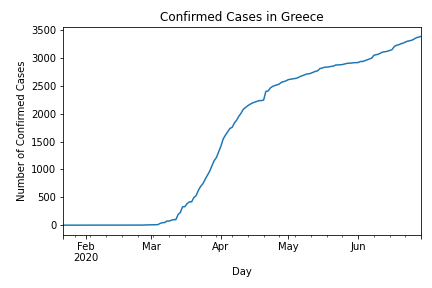 Confirmed Cases in Greece
Number of Confirmed Cases
3500
3000
2500
2000
1500
1000
500
0
Feb Mar Apr May Jun
2020
Day